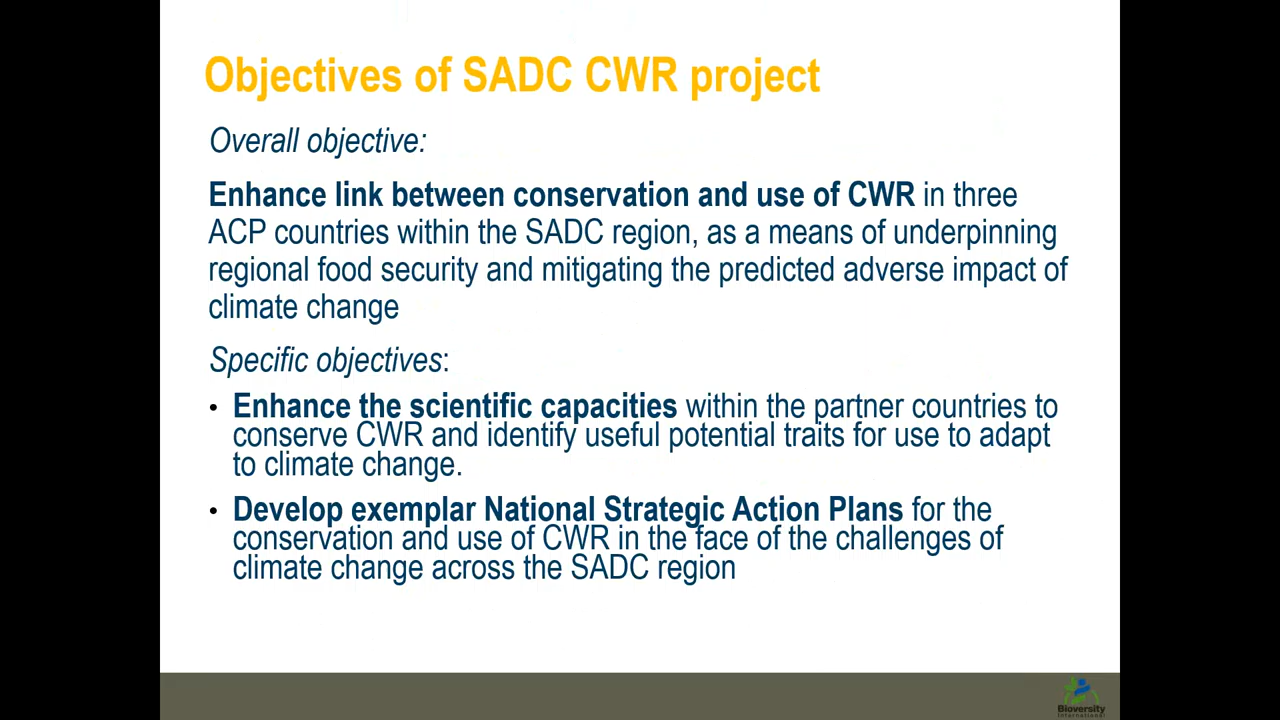 Objectives of SADC CWR project
Overall objective:
Enhance link between conservation and use of CWR in three
ACP countries within the SADC region, as a means of underpinning
regional food security and mitigating the predicted adverse impact of
climate change
Specific objectives:
• Enhance the scientific capacities within the partner countries to
conserve CWR and identify useful potential traits for use to adapt
to climate change.
• Develop exemplar National Strategic Action Plans for the
conservation and use of CWR in the face of the challenges of
climate change across the SADC region
Bioversity
International